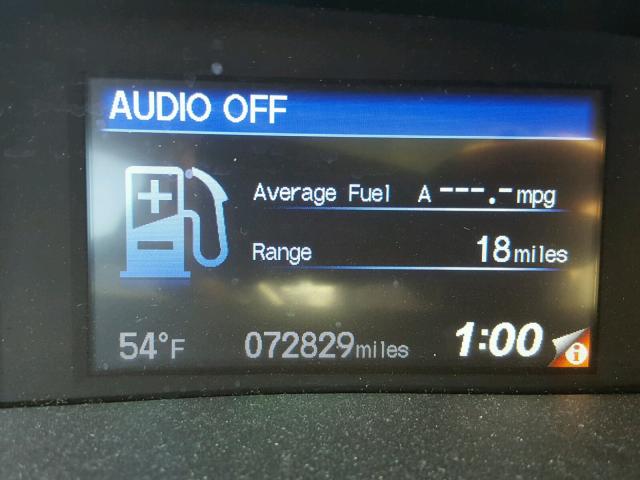 AUDIO OFF
Average Fuel A ---.- mpg
Range 18 miles
54°F 072829 miles 1:00 i